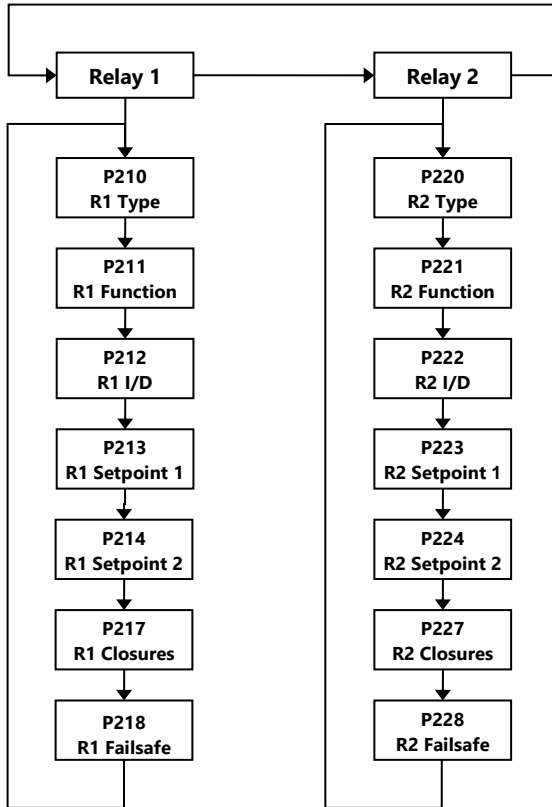 Relay 1
Relay 2
P210
R1 Type
P211
R1 Function
P212
R1 I/D
P213
R1 Setpoint 1
P214
R1 Setpoint 2
P217
R1 Closures
P218
R1 Failsafe
P220
R2 Type
P221
R2 Function
P222
R2 I/D
P223
R2 Setpoint 1
P224
R2 Setpoint 2
P227
R2 Closures
P228
R2 Failsafe